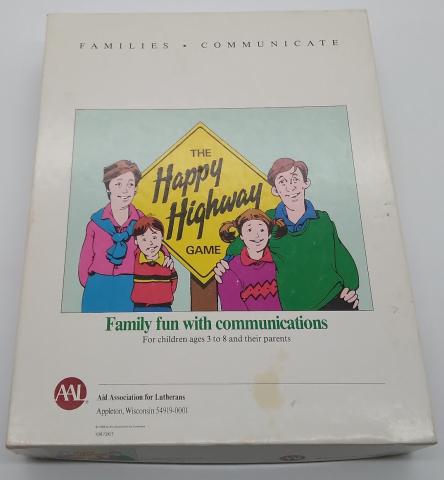 FAMILIES • COMMUNICATE
THE
Happy
Highway
GAME
Family fun with communications
For children ages 3 to 8 and their parents
AAL
Aid Association for Lutherans
Appleton, Wisconsin 54919-0001